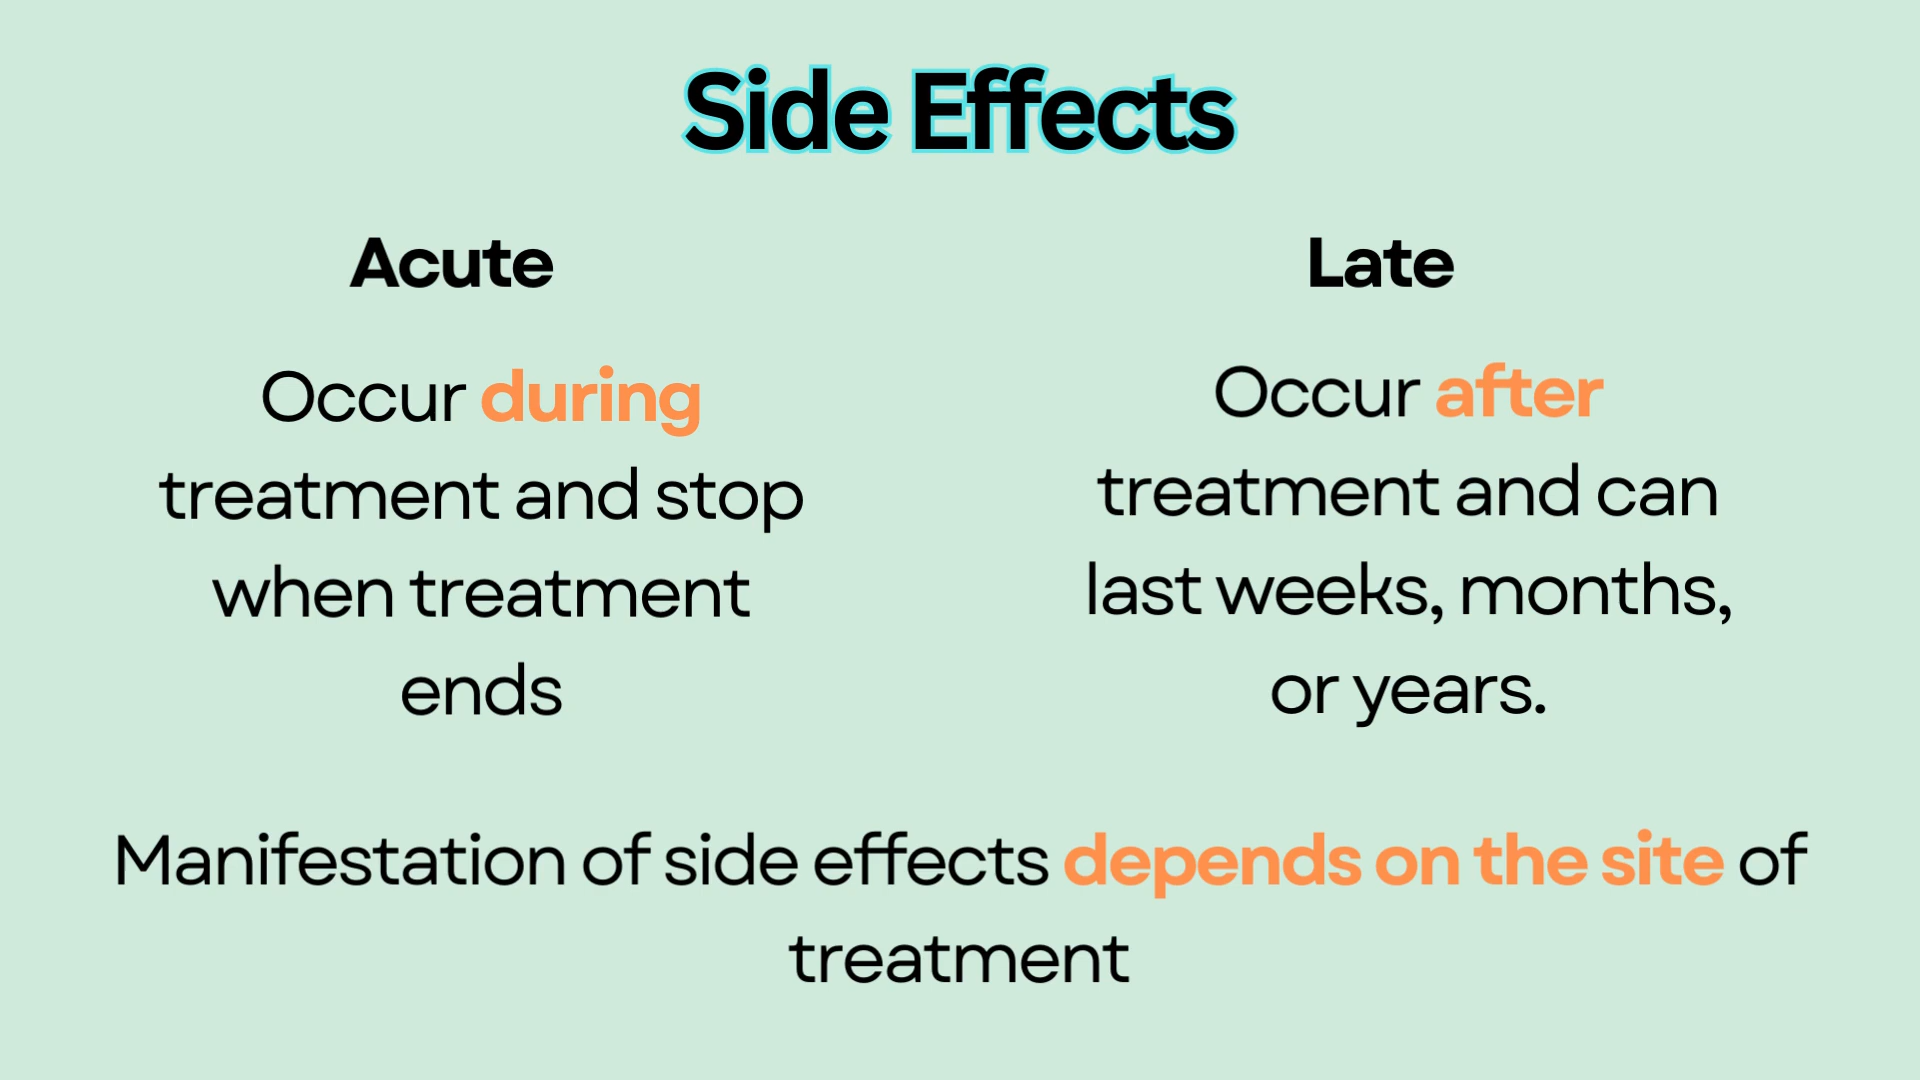 Side Effects
Acute
Occur during
treatment and stop
when treatment
ends
Late
Occur after
treatment and can
last weeks, months,
or years.
Manifestation of side effects depends on the site of
treatment